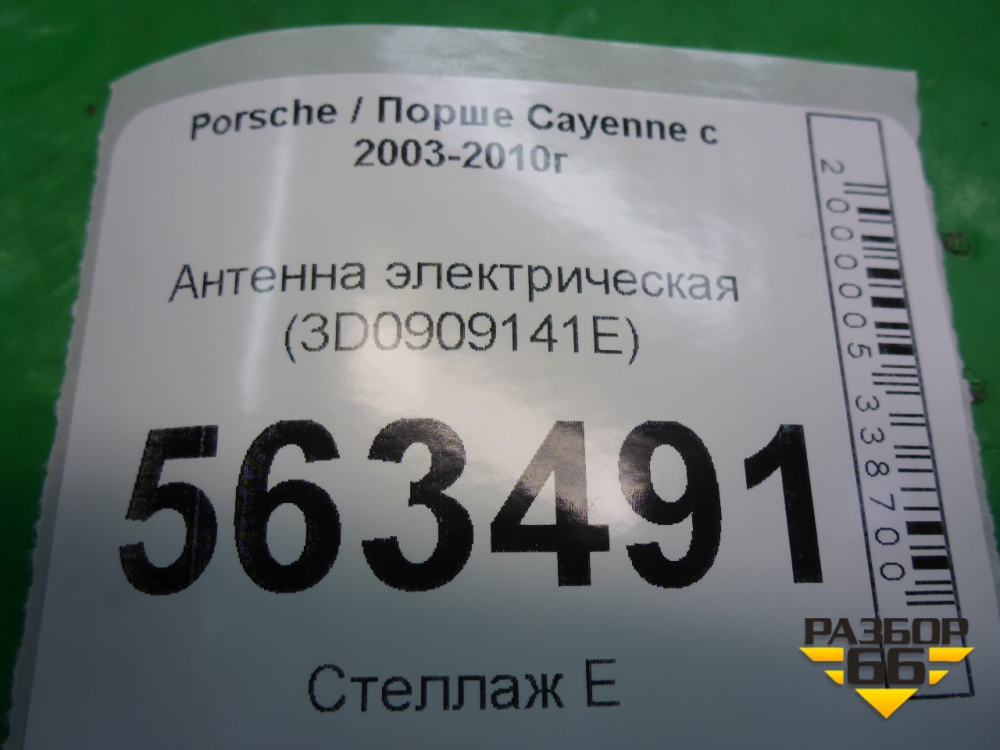 Porsche / Порше Cayenne с
2003-2010г
Антенна электрическая
(3D0909141E)
563491
Стеллаж Е
2000005338700
РАЗБОР
66